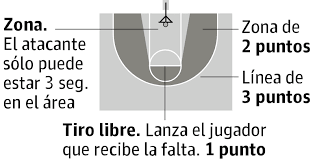 Zona.
El atacante
sólo puede
estar 3 seg.
en el área
Zona de
2 puntos
Línea de
3 puntos
Tiro libre. Lanza el jugador
que recibe la falta. 1 punto